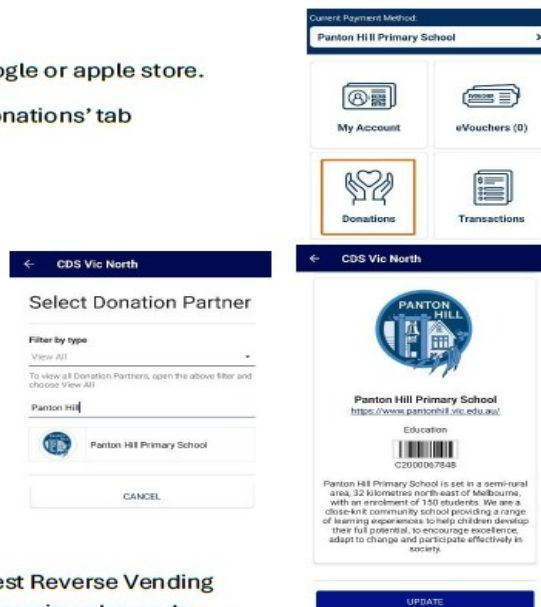 ogle or apple store.
onations' tab
Current Payment Method:
Panton Hill Primary School
My Account
eVouchers (0)
Donations
Transactions
← CDS Vic North
Select Donation Partner
Filter by type
View All
To view all Donation Partners, open the above filter and
choose View All
Panton Hill
Panton Hill Primary School
CANCEL
← CDS Vic North
PANTON
HILL
Panton Hill Primary School
https://www.pantonhill.vic.edu.au/
Education
C2000067848
Panton Hill Primary School is set in a semi-rural
area, 32 kilometres north-east of Melbourne,
with an enrolment of 150 students. We are a
close-knit community school providing a range
of learning experiences to help children develop
their full potential, to encourage excellence,
adapt to change and participate effectively in
society.
UPDATE
est Reverse Vending